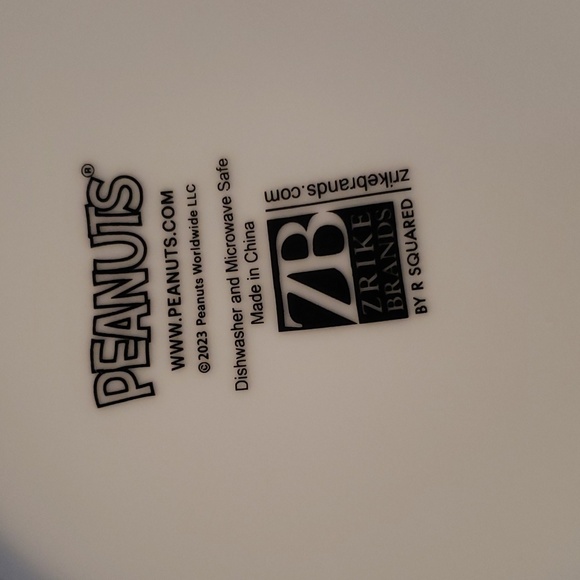 PEANUTS®
WWW.PEANUTS.COM
©2023 Peanuts Worldwide LLC
Dishwasher and Microwave Safe
Made in China
ZB
ZRIKE
BRANDS
BY R SQUARED
zrikebrands.com